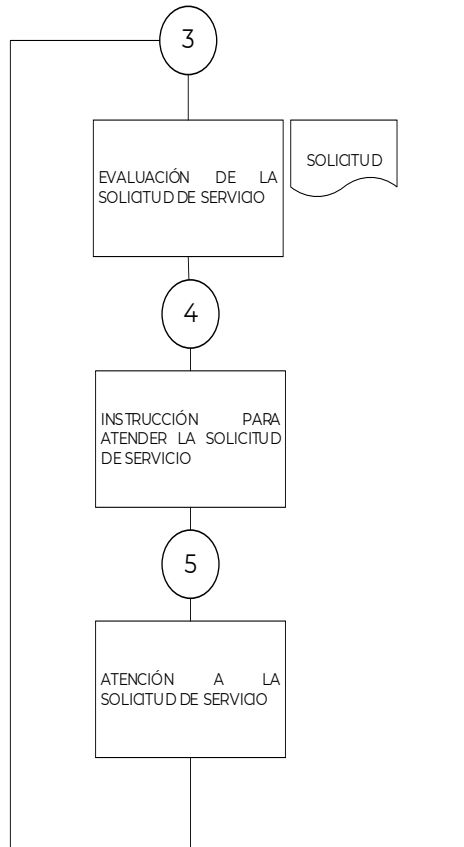 3
EVALUACIÓN DE LA
SOLICITUD DE SERVICIO
SOLICITUD
4
INSTRUCCIÓN PARA
ATENDER LA SOLICITUD
DE SERVICIO
5
ATENCIÓN A LA
SOLICITUD DE SERVICIO